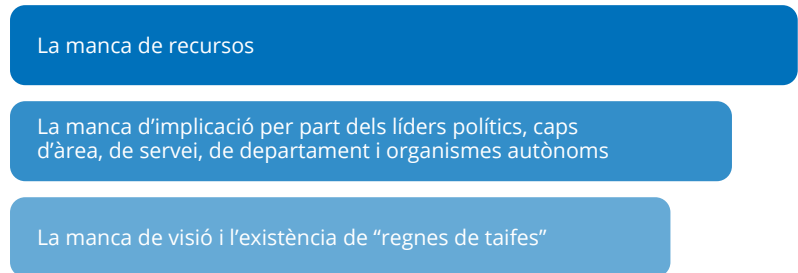 La manca de recursos
La manca d’implicació per part dels líders polítics, caps
d’àrea, de servei, de departament i organismes autònoms
La manca de visió i l’existència de “regnes de taifes”